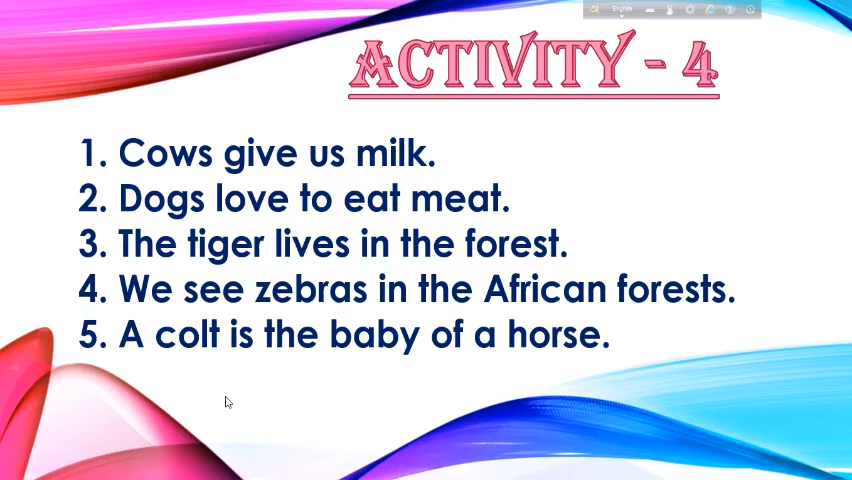 English
ACTIVITY - 4
1. Cows give us milk.
2. Dogs love to eat meat.
3. The tiger lives in the forest.
4. We see zebras in the African forests.
5. A colt is the baby of a horse.